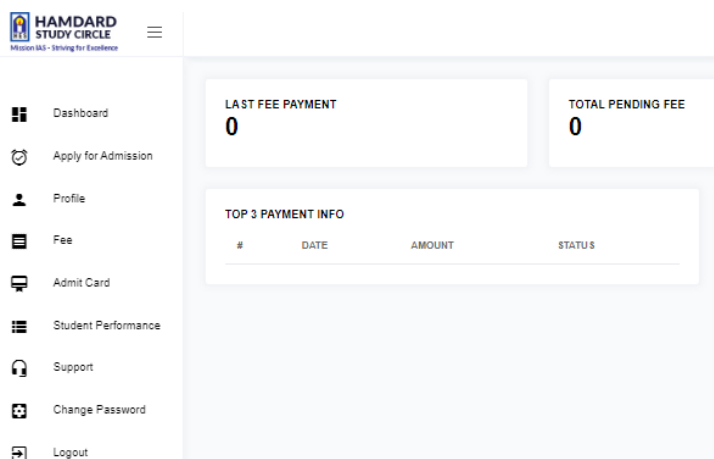 HAMDARD
STUDY CIRCLE
Mission IAS - Striving for Excellence
Dashboard
Apply for Admission
Profile
Fee
Admit Card
Student Performance
Support
Change Password
Logout
LAST FEE PAYMENT
0
TOTAL PENDING FEE
0
TOP 3 PAYMENT INFO
# DATE AMOUNT STATUS